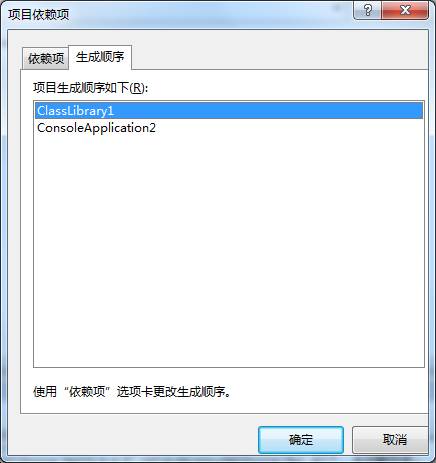 项目依赖项
依赖项 生成顺序
项目生成顺序如下(R):
ClassLibrary1
ConsoleApplication2
使用“依赖项”选项卡更改生成顺序。
确定 取消